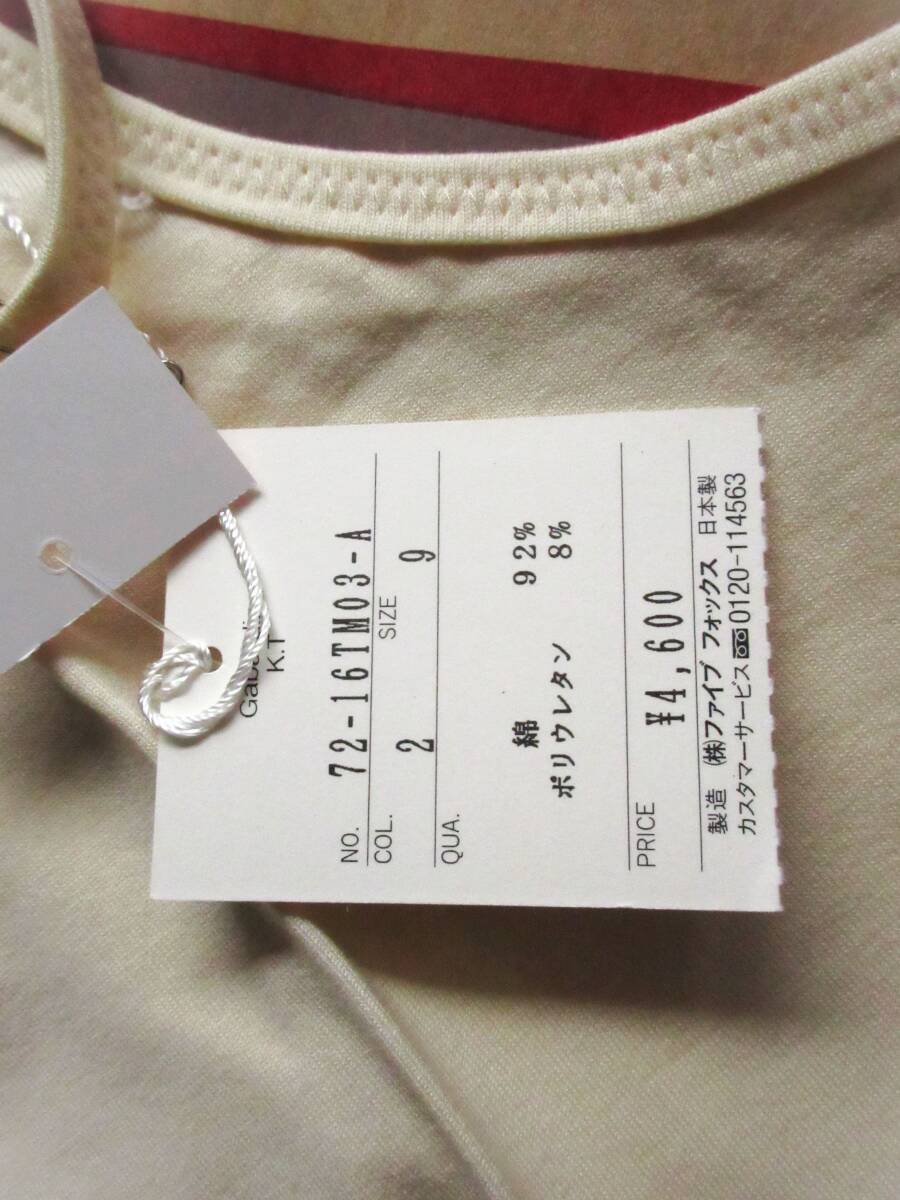 K.T
NO. 72-16TM03-A
COL. 2 SIZE 9
QUA.
綿 92%
ポリウレタン 8%
PRICE ¥4,600
製造 (株)ファイブ フォックス 日本製
カスタマーサービス 0120-114563